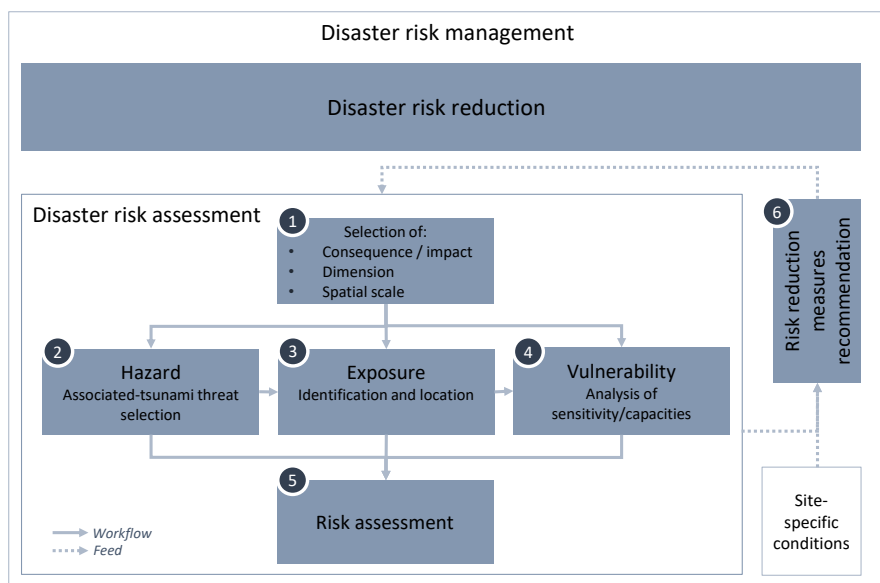 Disaster risk management
Disaster risk reduction
Disaster risk assessment
1
Selection of:
• Consequence / impact
• Dimension
• Spatial scale
2
Hazard
Associated-tsunami threat
selection
3
Exposure
Identification and location
4
Vulnerability
Analysis of
sensitivity/capacities
5
Risk assessment
6
Risk reduction
measures
recommendation
Site-
specific
conditions
Workflow
Feed